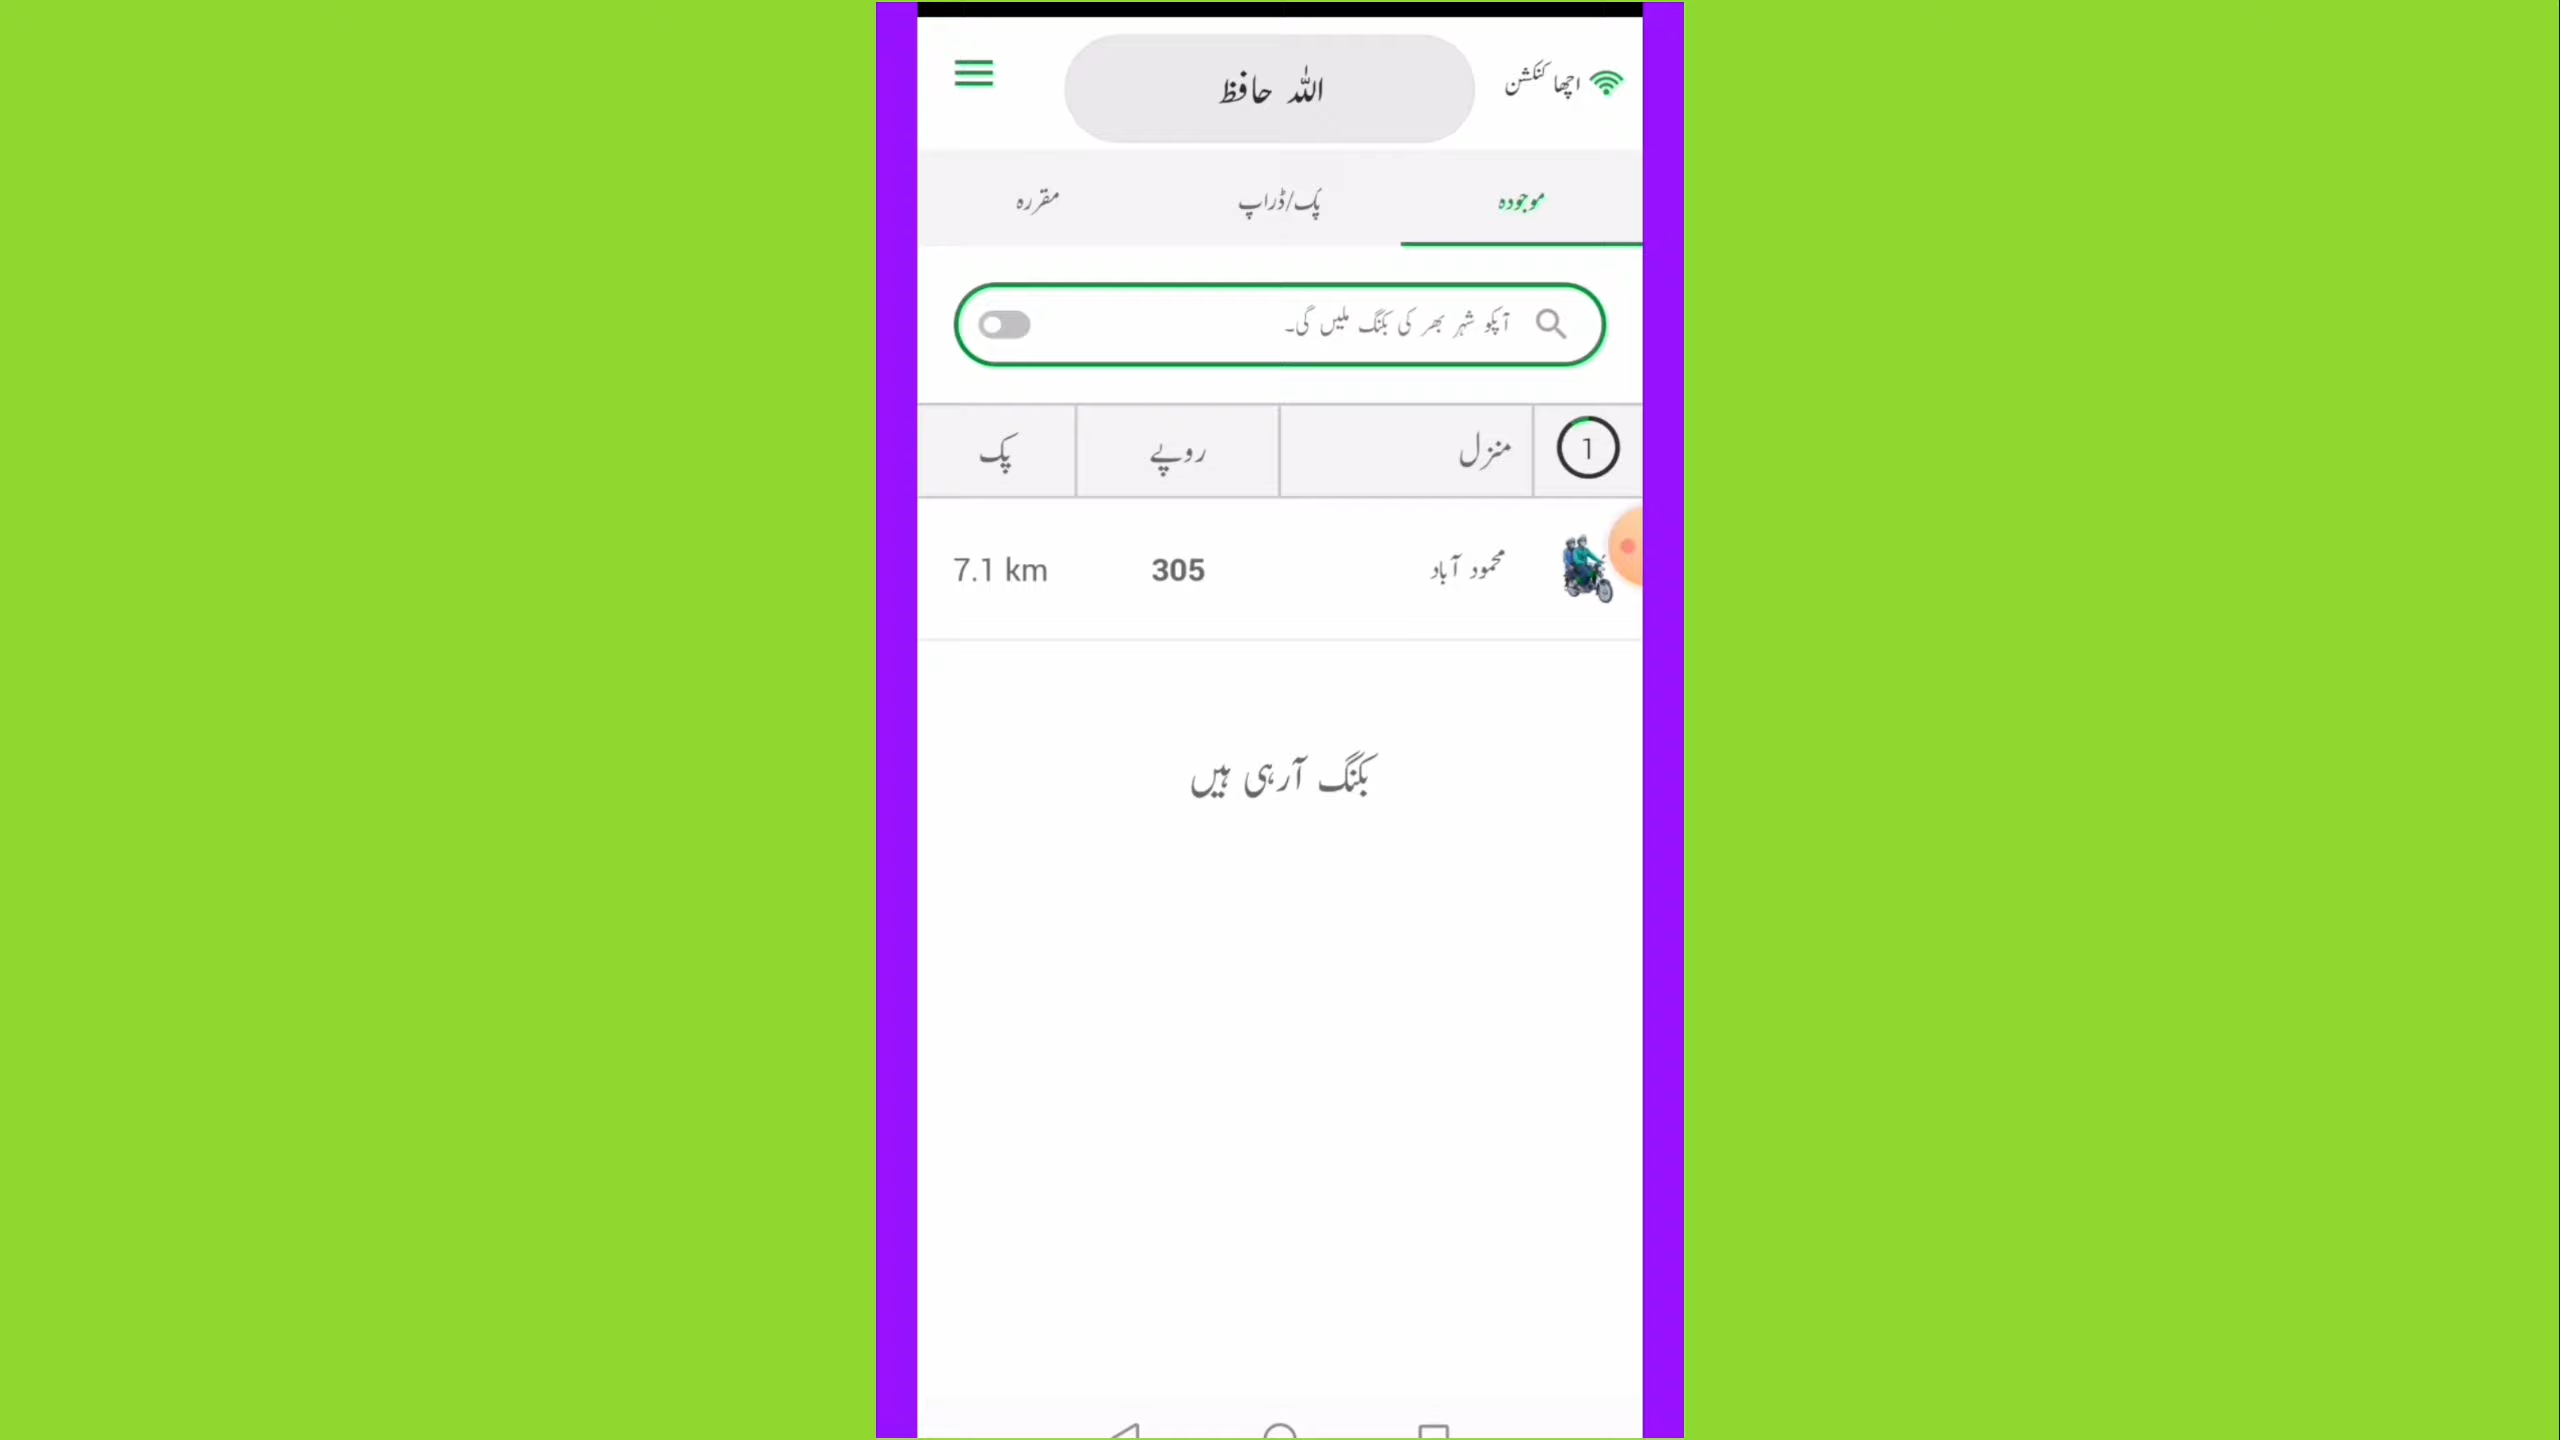 اچھا کنکشن
اللہ حافظ
موجودہ
پک/ڈراپ
مقررہ
آپکو شہر بھر کی بکنگ ملیں گی۔
1 منزل روپے پک
محمود آباد 305 7.1 km
بکنگ آرہی ہیں